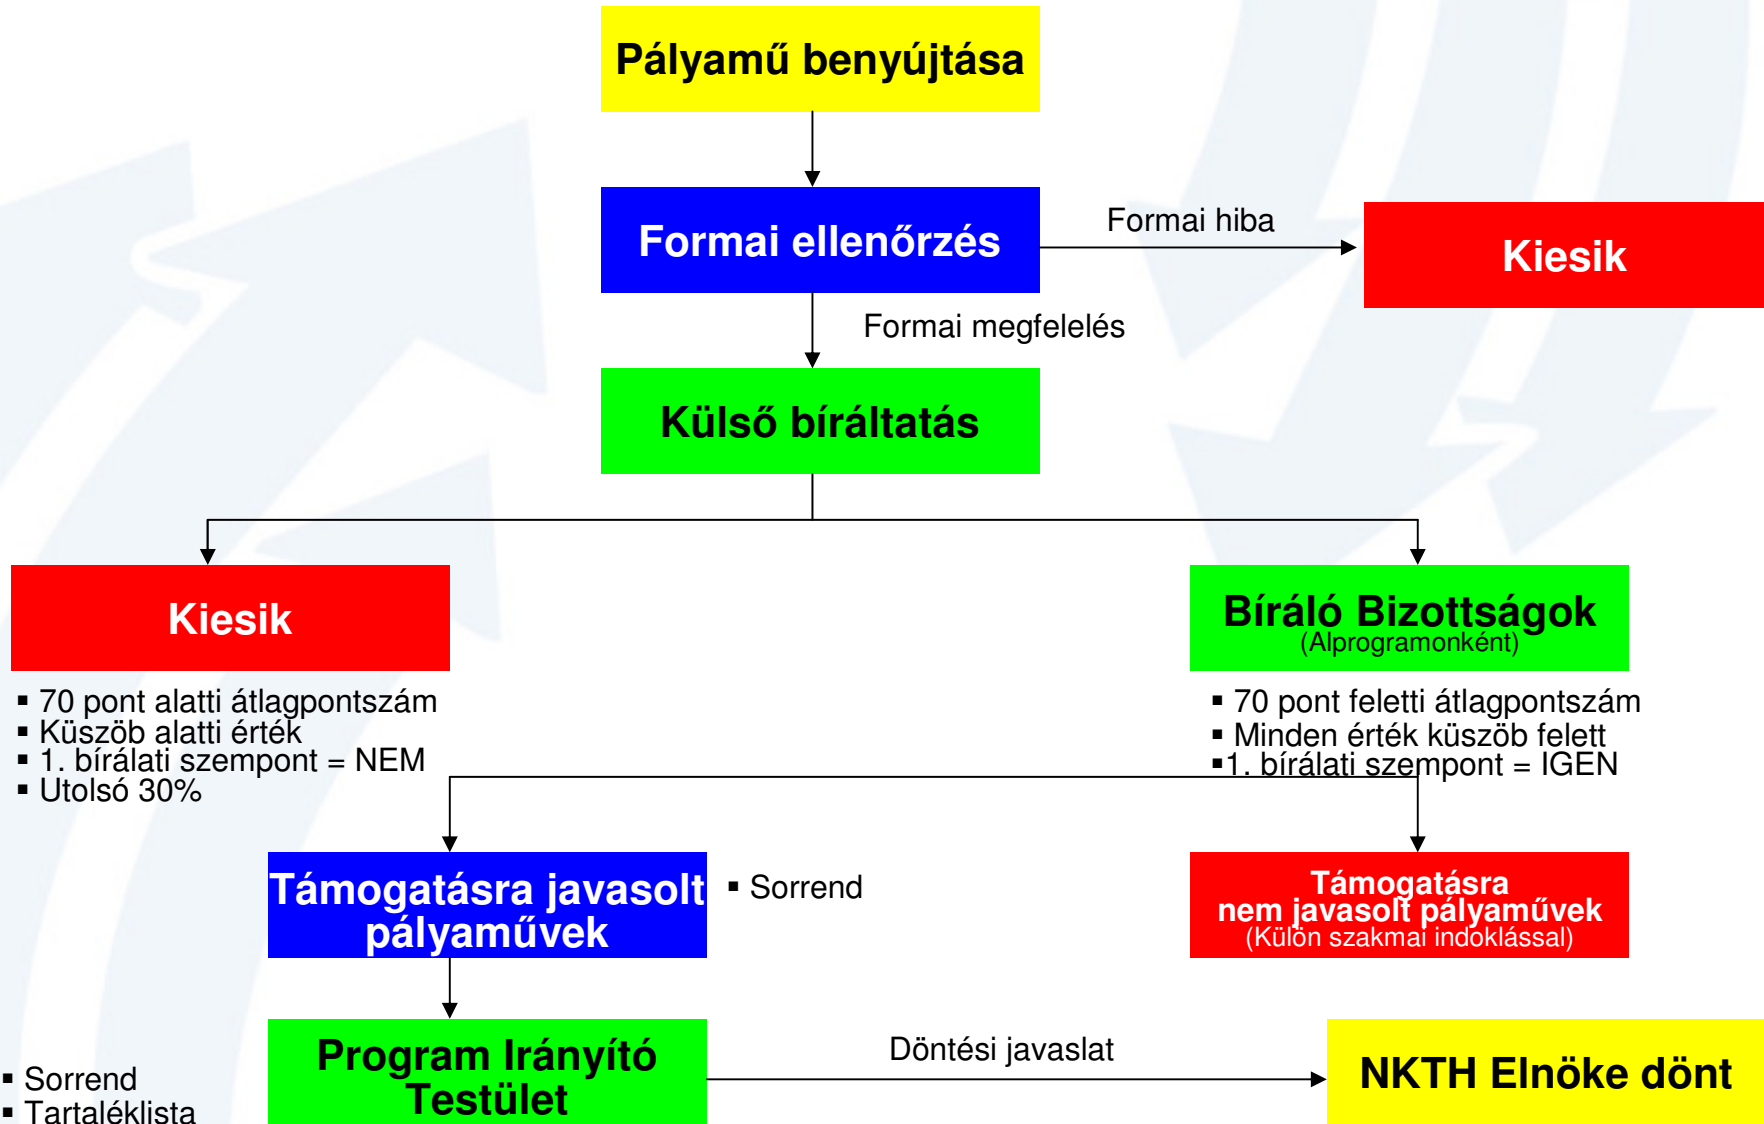 Pályamű benyújtása
Formai ellenőrzés
Formai hiba
Kiesik
Formai megfelelés
Külső bíráltatás
Kiesik
▪ 70 pont alatti átlagpontszám
▪ Küszöb alatti érték
▪ 1. bírálati szempont = NEM
▪ Utolsó 30%
Bíráló Bizottságok
(Alprogramonként)
▪ 70 pont feletti átlagpontszám
▪ Minden érték küszöb felett
▪1. bírálati szempont = IGEN
Támogatásra javasolt
pályaművek
▪ Sorrend
Támogatásra
nem javasolt pályaművek
(Külön szakmai indoklással)
▪ Sorrend
▪ Tartaléklista
Program Irányító
Testület
Döntési javaslat
NKTH Elnöke dönt